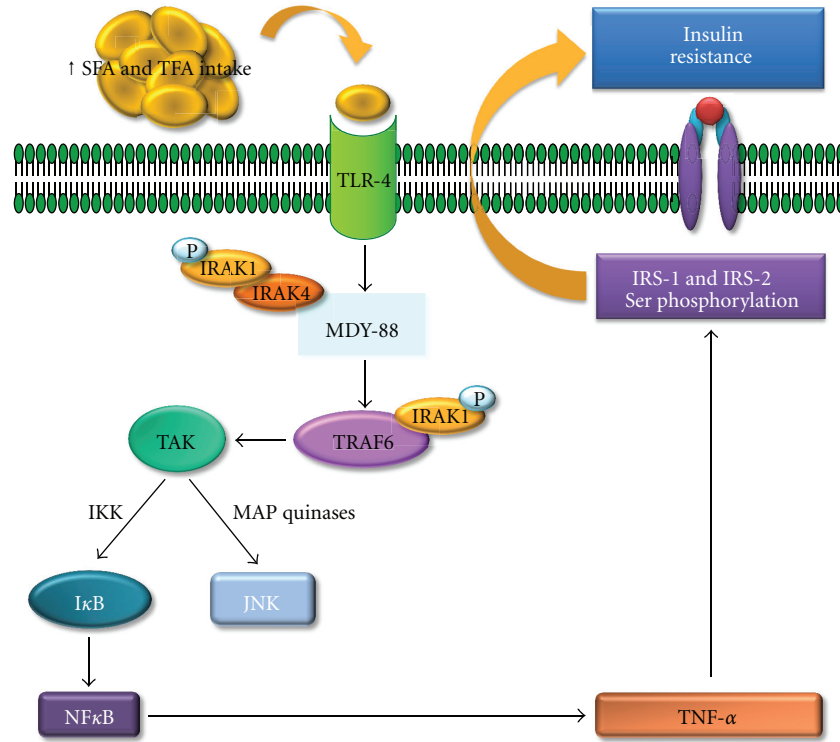 ↑ SFA and TFA intake
Insulin
resistance
TLR-4
P
IRAK1
IRAK4
IRS-1 and IRS-2
Ser phosphorylation
MDY-88
P
IRAK1
TRAF6
TAK
IKK
MAP quinases
IκB
JNK
NFκB
TNF-α